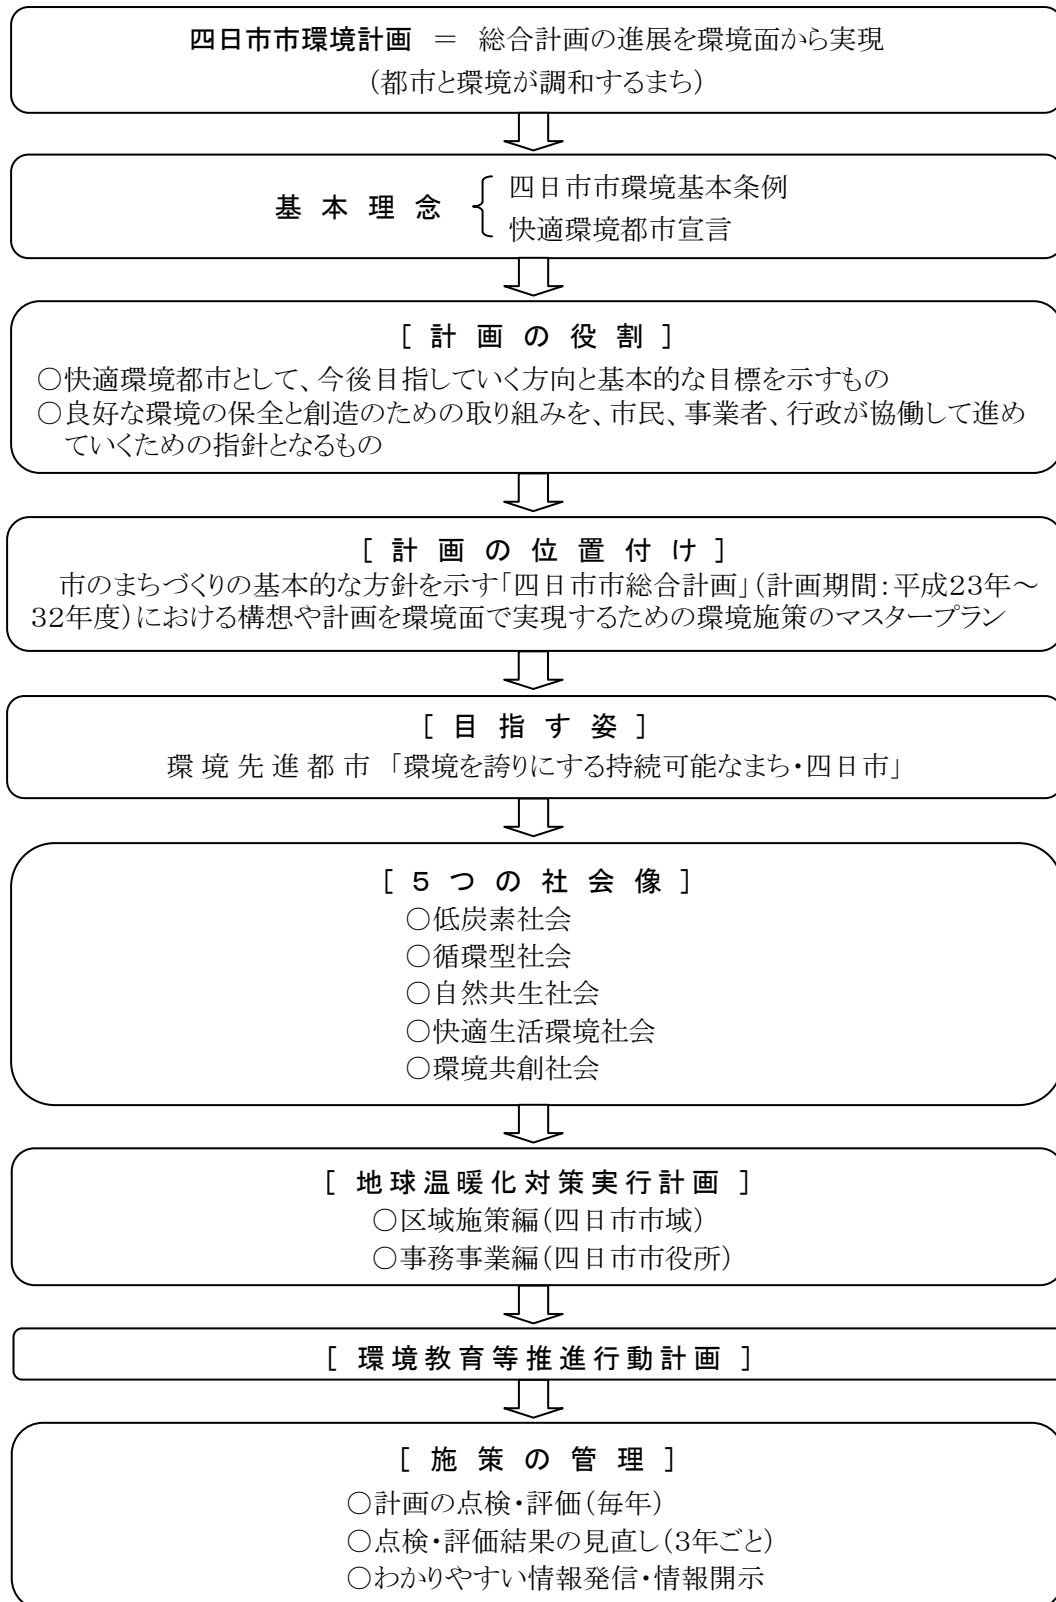 四日市市環境計画 ＝ 総合計画の進展を環境面から実現
（都市と環境が調和するまち）
基本理念
四日市市環境基本条例
快適環境都市宣言
［計画の役割］
○快適環境都市として、今後目指していく方向と基本的な目標を示すもの
○良好な環境の保全と創造のための取り組みを、市民、事業者、行政が協働して進め
ていくための指針となるもの
［計画の位置付け］
市のまちづくりの基本的な方針を示す「四日市市総合計画」（計画期間：平成23年～
32年度）における構想や計画を環境面で実現するための環境施策のマスタープラン
［目指す姿］
環境先進都市 「環境を誇りにする持続可能なまち・四日市」
［５つの社会像］
○低炭素社会
○循環型社会
○自然共生社会
○快適生活環境社会
○環境共創社会
［地球温暖化対策実行計画］
○区域施策編（四日市市域）
○事務事業編（四日市市役所）
［環境教育等推進行動計画］
［施策の管理］
○計画の点検・評価（毎年）
○点検・評価結果の見直し（3年ごと）
○わかりやすい情報発信・情報開示